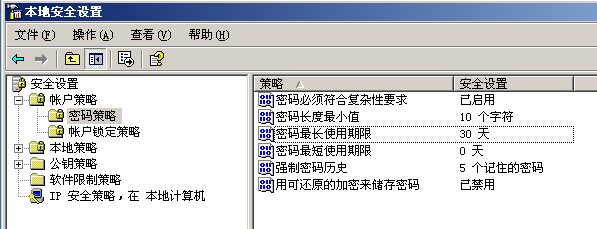 本地安全设置
文件(F) 操作(A) 查看(V) 帮助(H)
安全设置
帐户策略
密码策略
帐户锁定策略
本地策略
公钥策略
软件限制策略
IP 安全策略，在 本地计算机
策略 安全设置
密码必须符合复杂性要求 已启用
密码长度最小值 10 个字符
密码最长使用期限 30 天
密码最短使用期限 0 天
强制密码历史 5 个记住的密码
用可还原的加密来储存密码 已禁用